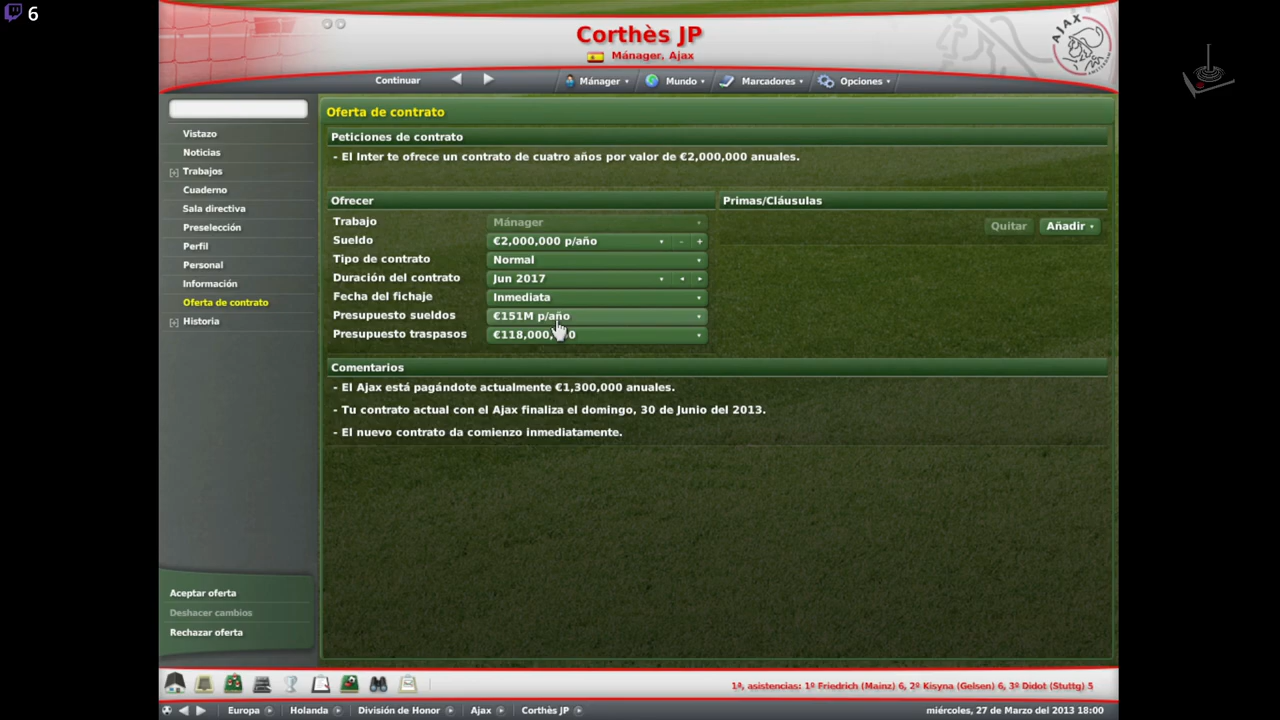 6
Corthès JP
Mánager, Ajax
AJAX
Continuar
Mánager
Mundo
Marcadores
Opciones
Vistazo
Noticias
[+] Trabajos
Cuaderno
Sala directiva
Preselección
Perfil
Personal
Información
Oferta de contrato
[+] Historia
Oferta de contrato
Peticiones de contrato
- El Inter te ofrece un contrato de cuatro años por valor de €2,000,000 anuales.
Ofrecer
Trabajo Mánager
Sueldo €2,000,000 p/año - +
Tipo de contrato Normal
Duración del contrato Jun 2017
Fecha del fichaje Inmediata
Presupuesto sueldos €151M p/año
Presupuesto traspasos
Primas/Cláusulas
Quitar Añadir
Comentarios
- El Ajax está pagándote actualmente €1,300,000 anuales.
- Tu contrato actual con el Ajax finaliza el domingo, 30 de Junio del 2013.
- El nuevo contrato da comienzo inmediatamente.
Aceptar oferta
Deshacer cambios
Rechazar oferta
1ª, asistencias: 1º Friedrich (Mainz) 6, 2º Kisyna (Gelsen) 6, 3º Didot (Stuttg) 5
Europa Holanda División de Honor Ajax Corthès JP
miércoles, 27 de Marzo del 2013 18:00